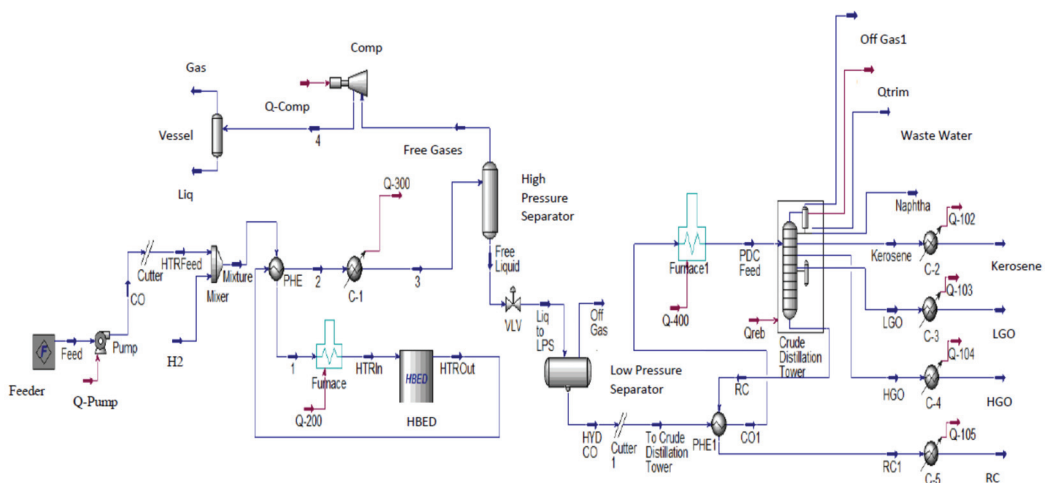 Off Gas1
Comp
Gas
Qtrim
Q-Comp
Waste Water
Vessel
4
Free Gases
Liq
Q-300
High
Pressure
Separator
Naphtha
Q-102
Cutter
HTRFeed
Mixture
Mixer
PHE
2
C-1
3
Free
Liquid
Furnace1
PDC
Feed
Kerosene
C-2
Kerosene
CO
Q-103
VLV
Liq
to
LPS
Off
Gas
Q-400
Qreb
LGO
C-3
LGO
F
Feed
Pump
H2
Crude
Distillation
Tower
Q-104
Feeder
Q-Pump
1
Furnace
HTRIn
HBED
HTROut
Q-200
HBED
Low Pressure
Separator
RC
HGO
C-4
HGO
HYD
CO
Cutter
1
To Crude
Distillation
Tower
PHE1
CO1
Q-105
RC1
C-5
RC